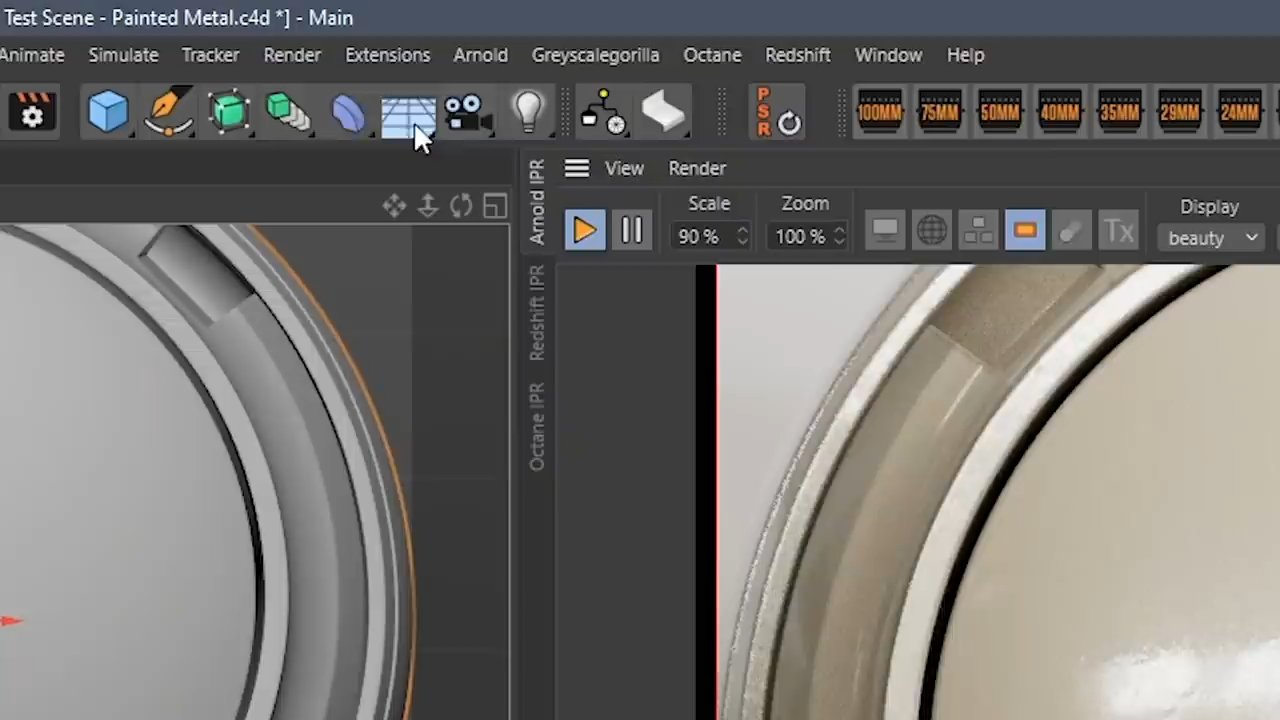 Test Scene - Painted Metal.c4d *] - Main
Animate Simulate Tracker Render Extensions Arnold Greyscalegorilla Octane Redshift Window Help
PSR 100MM 75MM 50MM 40MM 35MM 29MM 24MM
View Render
Scale Zoom Display
90 % 100 % Tx beauty
Arnold IPR
Redshift IPR
Octane IPR